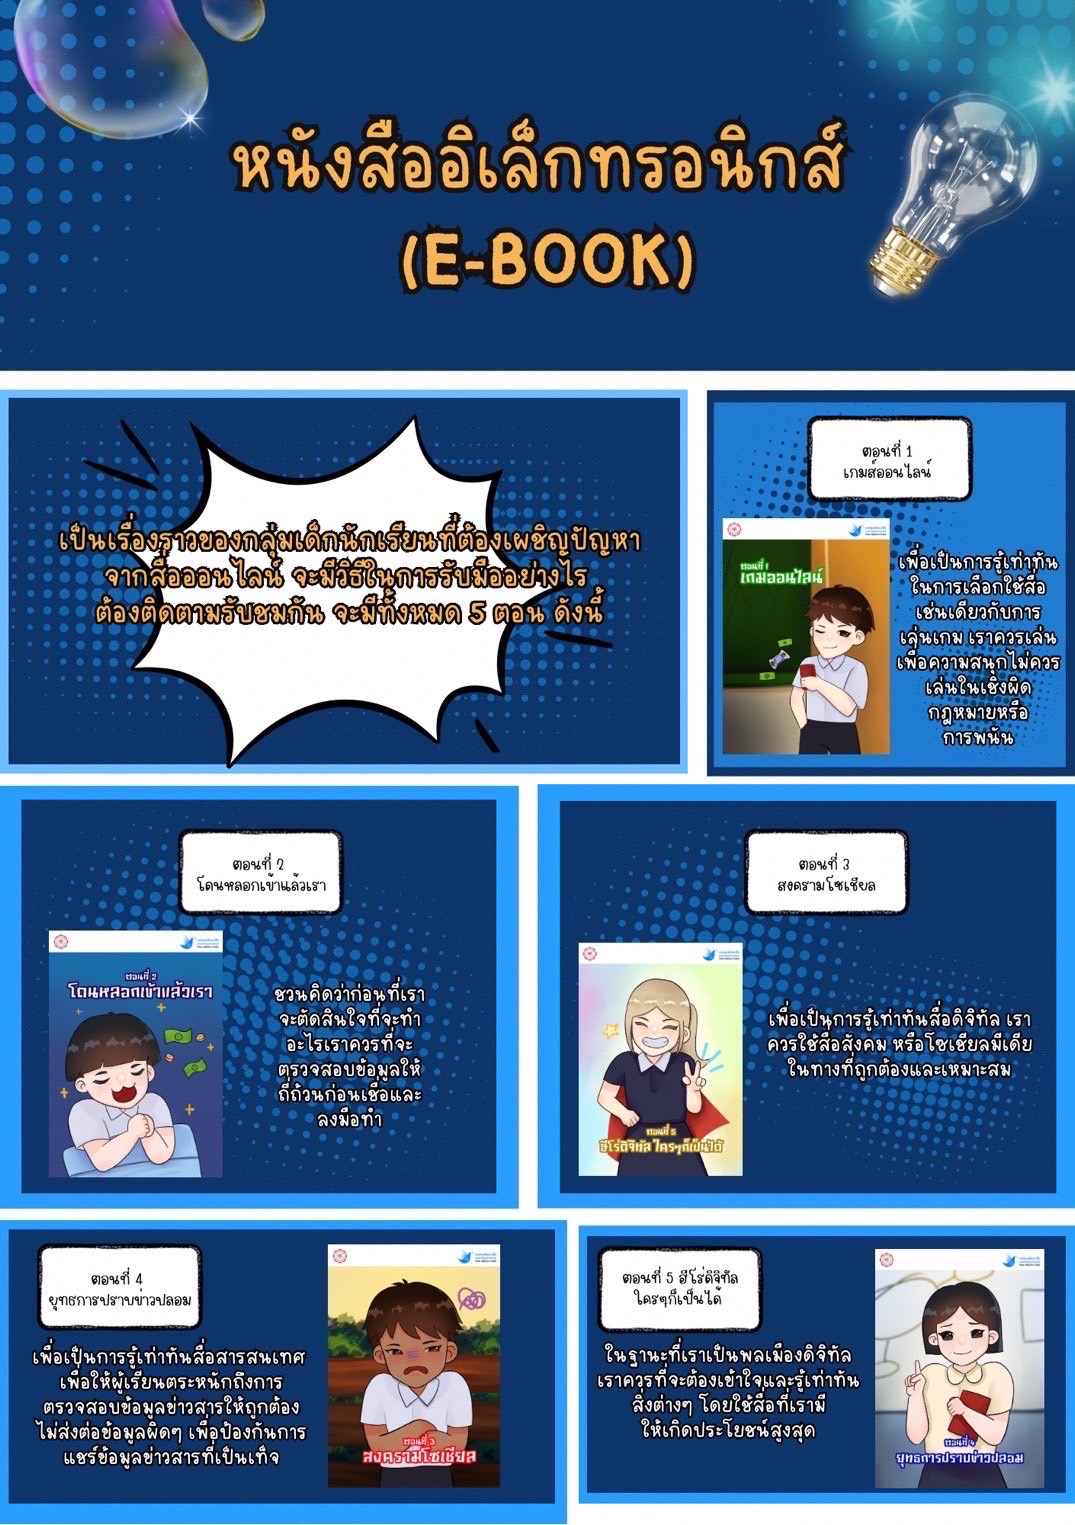 หนังสืออิเล็กทรอนิกส์
(E-BOOK)
เป็นเรื่องราวของกลุ่มเด็กนักเรียนที่ต้องเผชิญปัญหา
จากสื่อออนไลน์ จะมีวิธีในการรับมืออย่างไร
ต้องติดตามรับชมกัน จะมีทั้งหมด 5 ตอน ดังนี้
ตอนที่ 1
เกมส์ออนไลน์
ตอนที่ 1
เกมออนไลน์
เพื่อเป็นการรู้เท่าทัน
ในการเลือกใช้สื่อ
เช่นเดียวกับการ
เล่นเกม เราควรเล่น
เพื่อความสนุกไม่ควร
เล่นในเชิงผิด
กฎหมายหรือ
การพนัน
ตอนที่ 2
โดนหลอกเข้าแล้วเรา
ตอนที่ 2
โดนหลอกเข้าแล้วเรา
ชวนคิดว่าก่อนที่เรา
จะตัดสินใจที่จะทำ
อะไรเราควรที่จะ
ตรวจสอบข้อมูลให้
ถี่ถ้วนก่อนเชื่อและ
ลงมือทำ
ตอนที่ 3
สงครามโซเชียล
ตอนที่ 5
ฮีโร่ดิจิทัล ใครๆก็เป็นได้
เพื่อเป็นการรู้เท่าทันสื่อดิจิทัล เรา
ควรใช้สื่อสังคม หรือโซเชียลมีเดีย
ในทางที่ถูกต้องและเหมาะสม
ตอนที่ 4
ยุทธการปราบข่าวปลอม
เพื่อเป็นการรู้เท่าทันสื่อสารสนเทศ
เพื่อให้ผู้เรียนตระหนักถึงการ
ตรวจสอบข้อมูลข่าวสารให้ถูกต้อง
ไม่ส่งต่อข้อมูลผิดๆ เพื่อป้องกันการ
แชร์ข้อมูลข่าวสารที่เป็นเท็จ
ตอนที่ 3
สงครามโซเชียล
ตอนที่ 5 ฮีโร่ดิจิทัล
ใครๆก็เป็นได้
ในฐานะที่เราเป็นพลเมืองดิจิทัล
เราควรที่จะต้องเข้าใจและรู้เท่าทัน
สิ่งต่างๆ โดยใช้สื่อที่เรามี
ให้เกิดประโยชน์สูงสุด
ตอนที่ 4
ยุทธการปราบข่าวปลอม